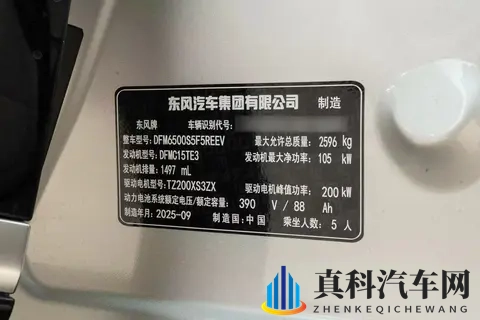 东风汽车集团有限公司 制造
东风牌 车辆识别代号:
整车型号:DFM6500S5F5REEV 最大允许总质量: 2596 kg
发动机型号:DFMC15TE3 发动机最大净功率: 105 kW
发动机排量: 1497 mL
驱动电机型号:TZ200XS3ZX 驱动电机峰值功率: 200 kW
动力电池系统额定电压/额定容量: 390 V / 88 Ah
制造年月:2025-09 制造国:中国 乘坐人数: 5 人
真科汽车网
ZHENKEQICHEWANG